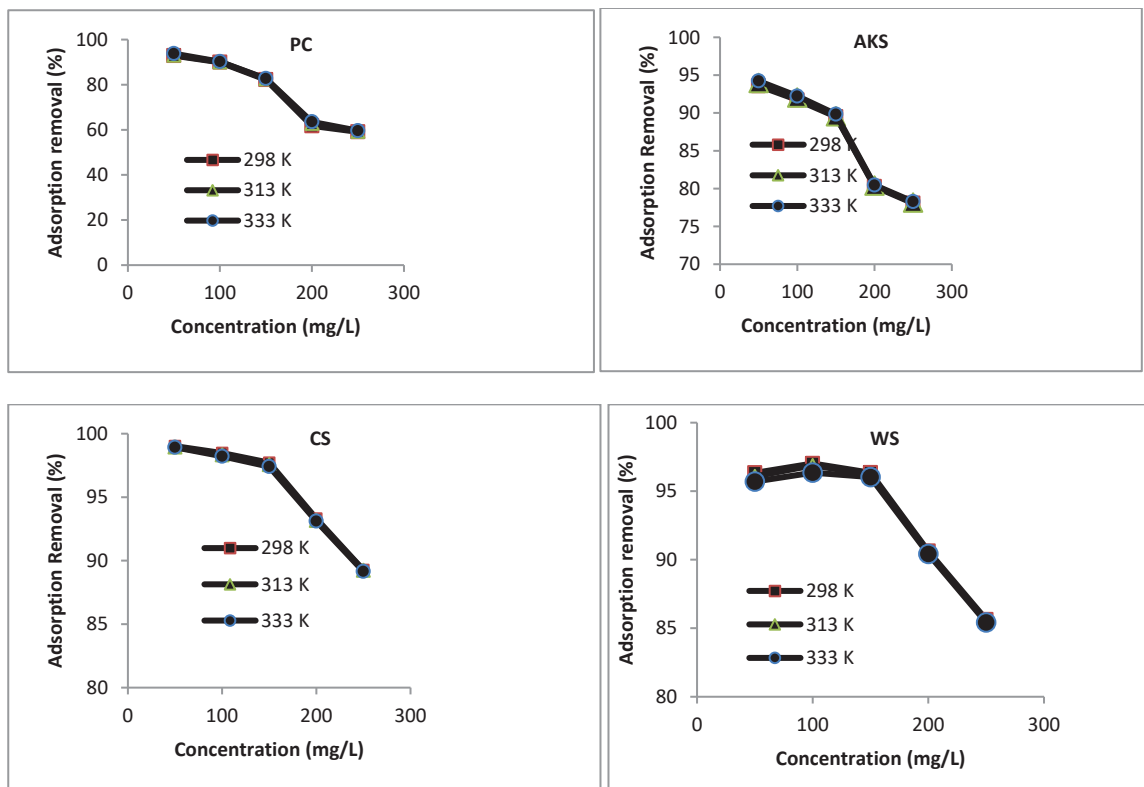 PC
Adsorption removal (%)
100
80
60
40
20
0
298 K
313 K
333 K
0
100
200
300
Concentration (mg/L)
AKS
Adsorption Removal (%)
100
95
90
85
80
75
70
298 K
313 K
333 K
0
100
200
300
Concentration (mg/L)
CS
Adsorption Removal (%)
100
95
90
85
80
298 K
313 K
333 K
0
100
200
300
Concentration (mg/L)
WS
Adsorption removal (%)
100
95
90
85
80
298 K
313 K
333 K
0
100
200
300
Concentration (mg/L)